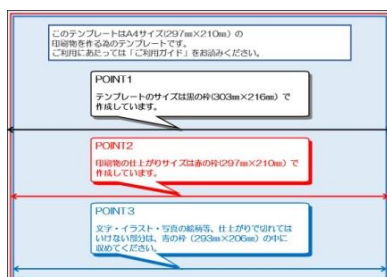 このテンプレートはA4サイズ(297㎜×210㎜)の
印刷物を作る為のテンプレートです。
ご利用にあたっては「ご利用ガイド」をお読みください。
POINT1
テンプレートのサイズは黒の枠(303㎜×216㎜)で
作成しています。
POINT2
印刷物の仕上がりサイズは赤の枠(297㎜×210㎜)で
作成しています。
POINT3
文字・イラスト・写真の絵柄等、仕上がりで切れては
いけない部分は、青の枠(293㎜×206㎜)の中に
収めてください。